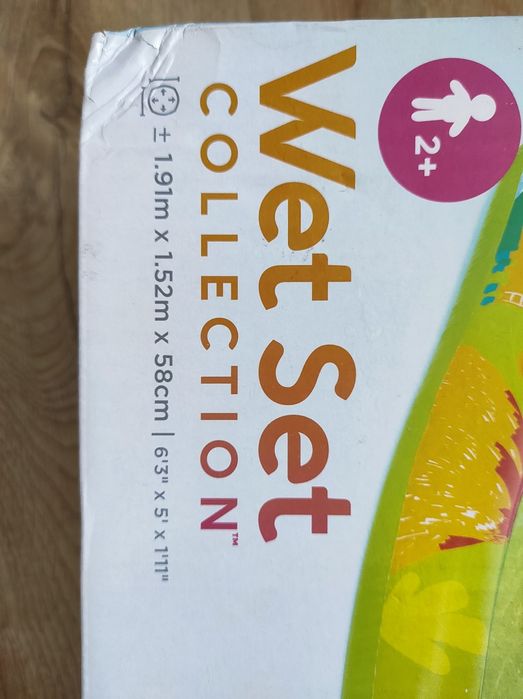 2+
Wet Set
COLLECTION™
± 1.91m x 1.52m x 58cm | 6'3" x 5' x 1'11"